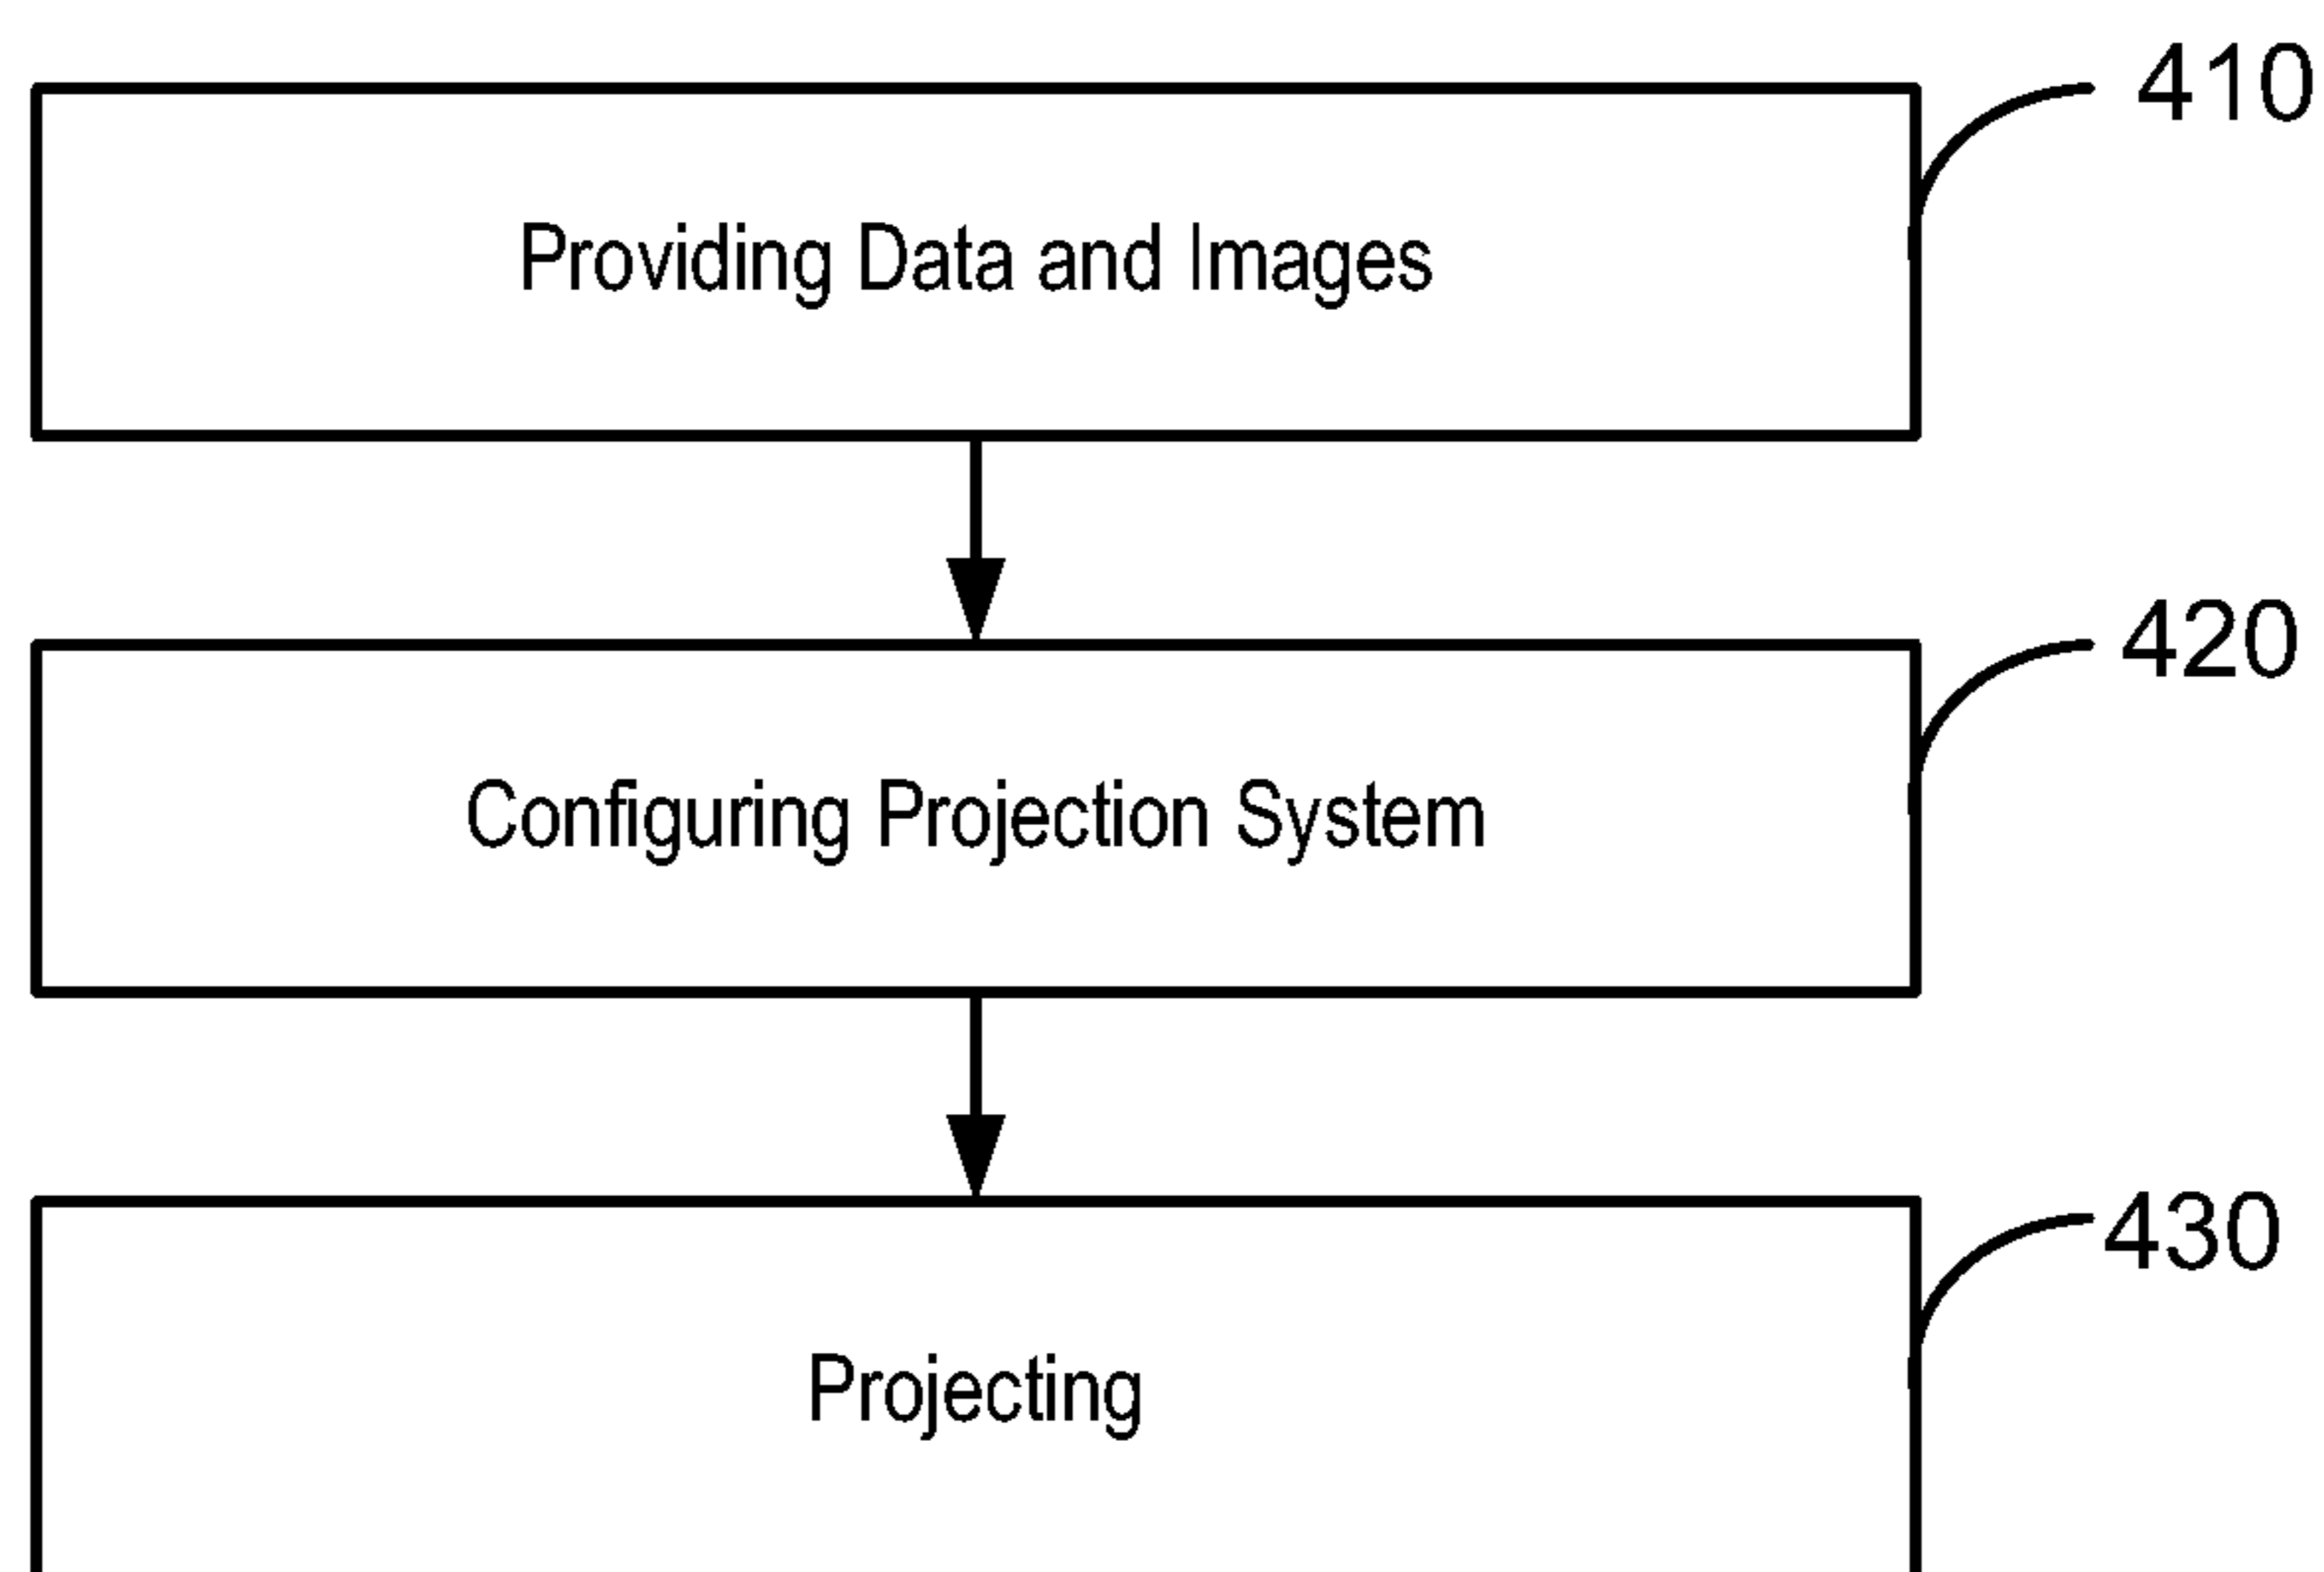 410
Providing Data and Images
420
Configuring Projection System
430
Projecting